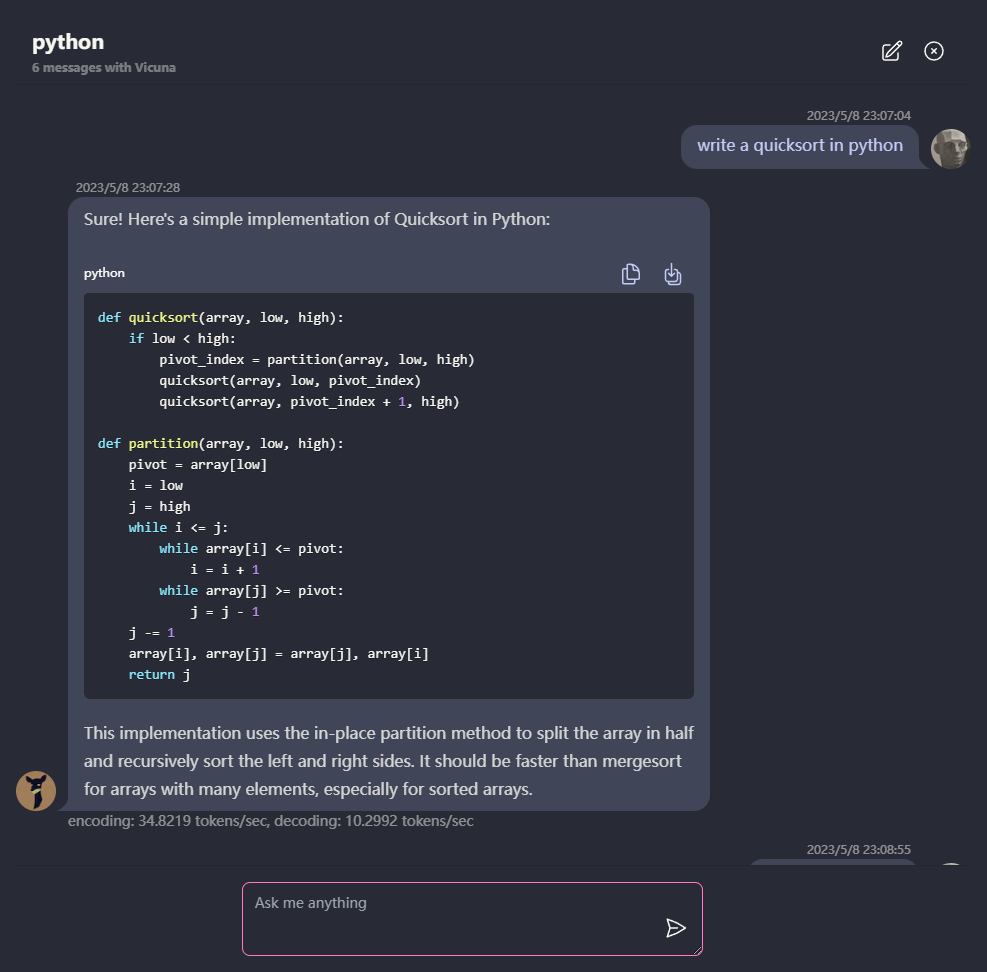 python
6 messages with Vicuna
2023/5/8 23:07:04
write a quicksort in python
2023/5/8 23:07:28
Sure! Here's a simple implementation of Quicksort in Python:
python
def quicksort(array, low, high):
    if low < high:
        pivot_index = partition(array, low, high)
        quicksort(array, low, pivot_index)
        quicksort(array, pivot_index + 1, high)
def partition(array, low, high):
    pivot = array[low]
    i = low
    j = high
    while i <= j:
        while array[i] <= pivot:
            i = i + 1
        while array[j] >= pivot:
            j = j - 1
    j -= 1
    array[i], array[j] = array[j], array[i]
    return j
This implementation uses the in-place partition method to split the array in half
and recursively sort the left and right sides. It should be faster than mergesort
for arrays with many elements, especially for sorted arrays.
encoding: 34.8219 tokens/sec, decoding: 10.2992 tokens/sec
2023/5/8 23:08:55
Ask me anything